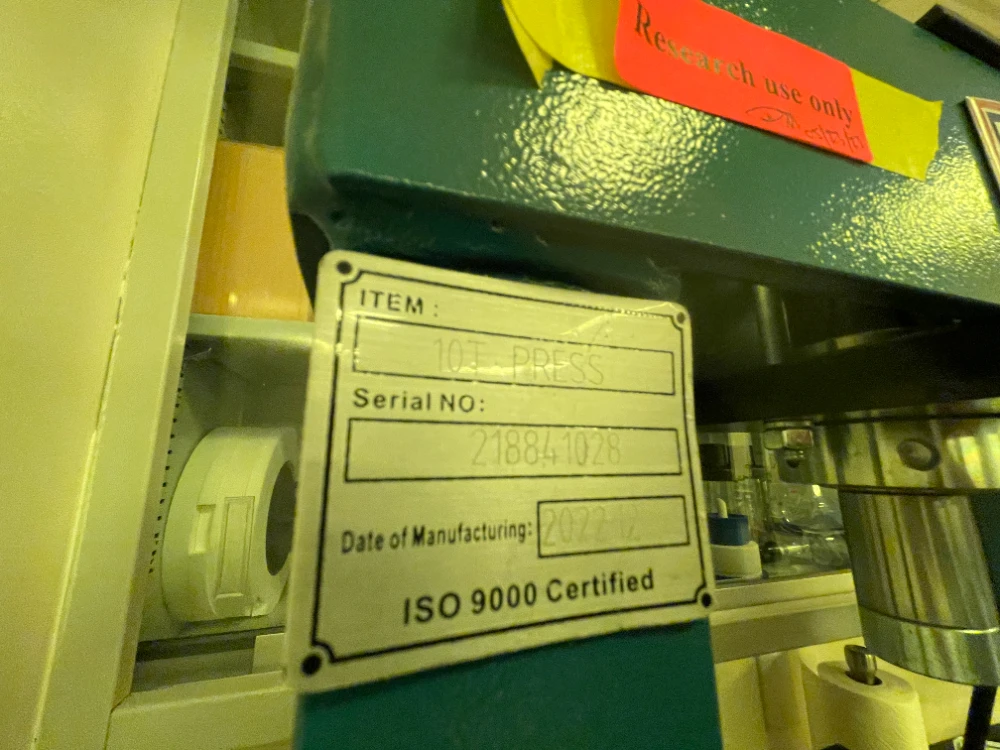 Research use only
ITEM :
10T PRESS
Serial NO:
218841028
Date of Manufacturing: 2022.12
ISO 9000 Certified